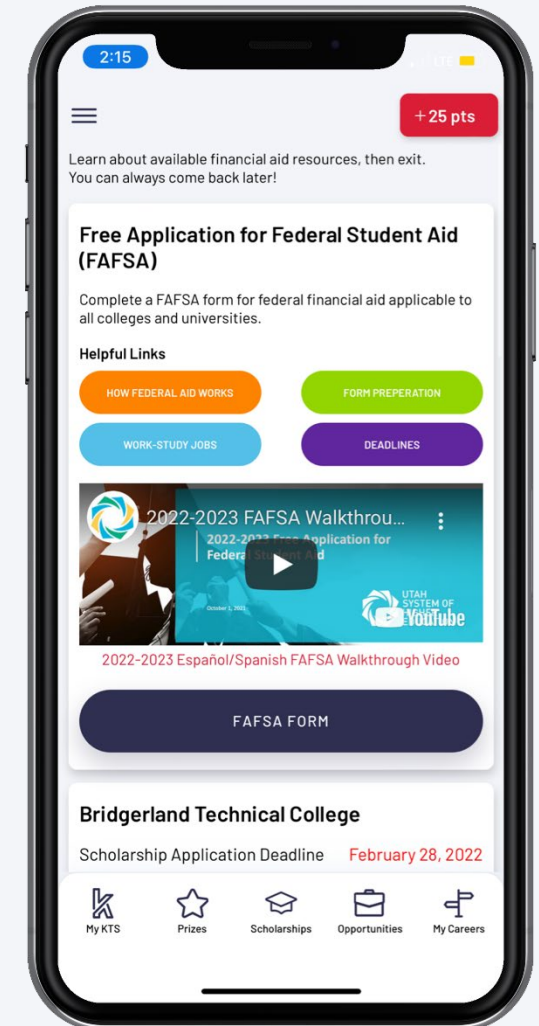 2:15
+25 pts
Learn about available financial aid resources, then exit.
You can always come back later!
Free Application for Federal Student Aid
(FAFSA)
Complete a FAFSA form for federal financial aid applicable to
all colleges and universities.
Helpful Links
HOW FEDERAL AID WORKS
FORM PREPERATION
WORK-STUDY JOBS
DEADLINES
2022-2023 FAFSA Walkthrou...
2022-2023 Free Application for
Federal Student Aid
October 1, 2021
UTAH
SYSTEM OF
YouTube
2022-2023 Español/Spanish FAFSA Walkthrough Video
FAFSA FORM
Bridgerland Technical College
Scholarship Application Deadline February 28, 2022
My KTS
Prizes
Scholarships
Opportunities
My Careers